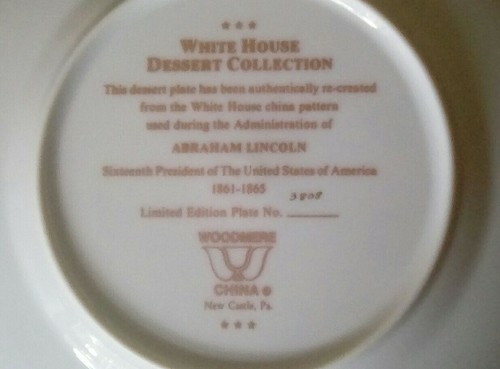 ★ ★ ★
WHITE HOUSE
DESSERT COLLECTION
This dessert plate has been authentically re-created
from the White House china pattern
used during the Administration of
ABRAHAM LINCOLN
Sixteenth President of The United States of America
1861-1865
3808
Limited Edition Plate No. ______
WOODMERE
CHINA ®
New Castle, Pa.
★ ★ ★